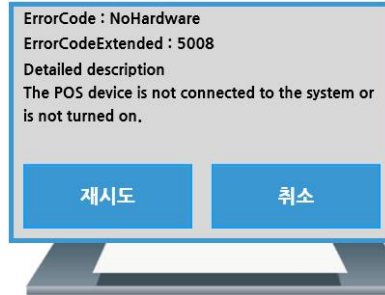 ErrorCode : NoHardware
ErrorCodeExtended : 5008
Detailed description
The POS device is not connected to the system or
is not turned on.
재시도 취소